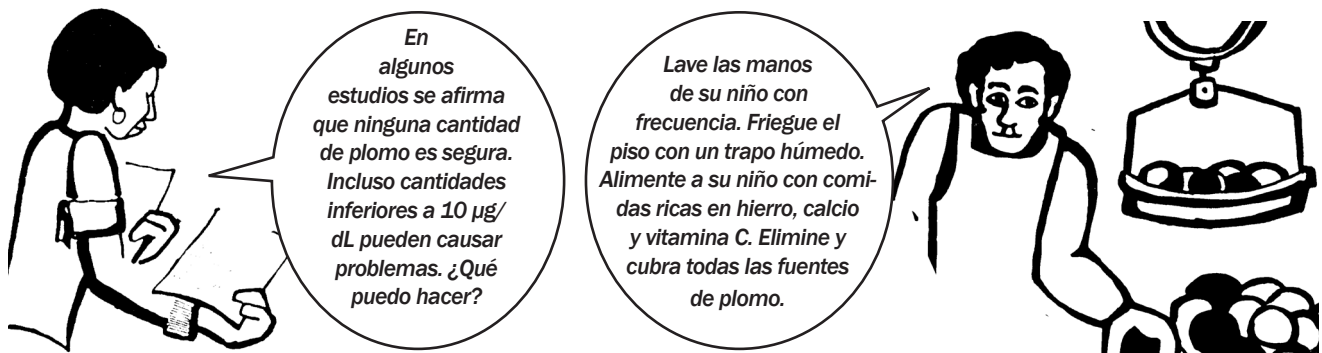 En
algunos
estudios se afirma
que ninguna cantidad
de plomo es segura.
Incluso cantidades
inferiores a 10 µg/
dL pueden causar
problemas. ¿Qué
puedo hacer?
Lave las manos
de su niño con
frecuencia. Friegue el
piso con un trapo húmedo.
Alimente a su niño con comi-
das ricas en hierro, calcio
y vitamina C. Elimine y
cubra todas las fuentes
de plomo.